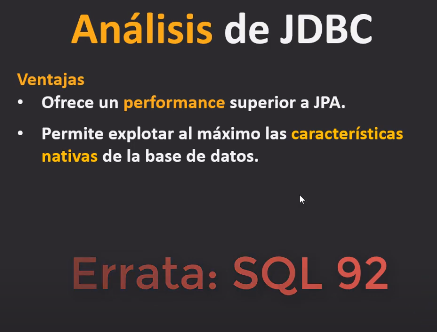 Análisis de JDBC
Ventajas
• Ofrece un performance superior a JPA.
• Permite explotar al máximo las características
nativas de la base de datos.
Errata: SQL 92